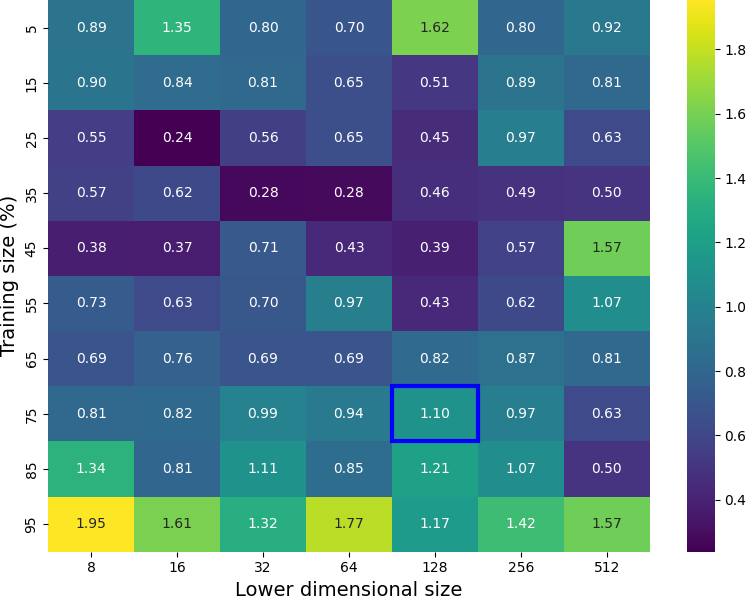 Training size (%)
5 0.89 1.35 0.80 0.70 1.62 0.80 0.92
15 0.90 0.84 0.81 0.65 0.51 0.89 0.81
25 0.55 0.24 0.56 0.65 0.45 0.97 0.63
35 0.57 0.62 0.28 0.28 0.46 0.49 0.50
45 0.38 0.37 0.71 0.43 0.39 0.57 1.57
55 0.73 0.63 0.70 0.97 0.43 0.62 1.07
65 0.69 0.76 0.69 0.69 0.82 0.87 0.81
75 0.81 0.82 0.99 0.94 1.10 0.97 0.63
85 1.34 0.81 1.11 0.85 1.21 1.07 0.50
95 1.95 1.61 1.32 1.77 1.17 1.42 1.57
8 16 32 64 128 256 512
Lower dimensional size
1.8
1.6
1.4
1.2
1.0
0.8
0.6
0.4